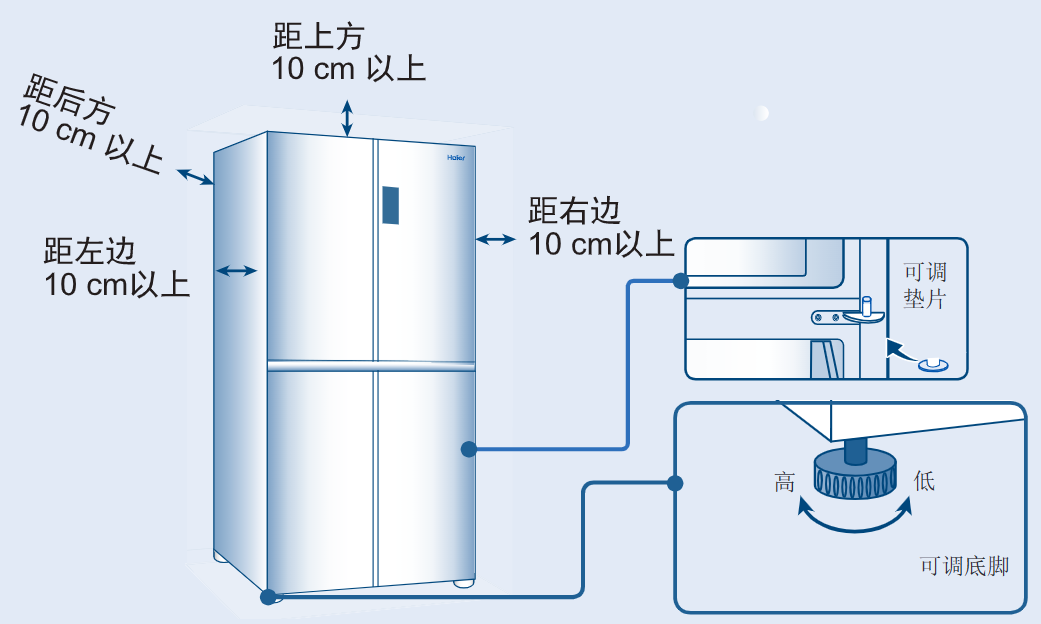 距上方
10 cm 以上
距后方
10 cm 以上
Haier
距右边
10 cm以上
距左边
10 cm以上
可调
垫片
高
低
可调底脚